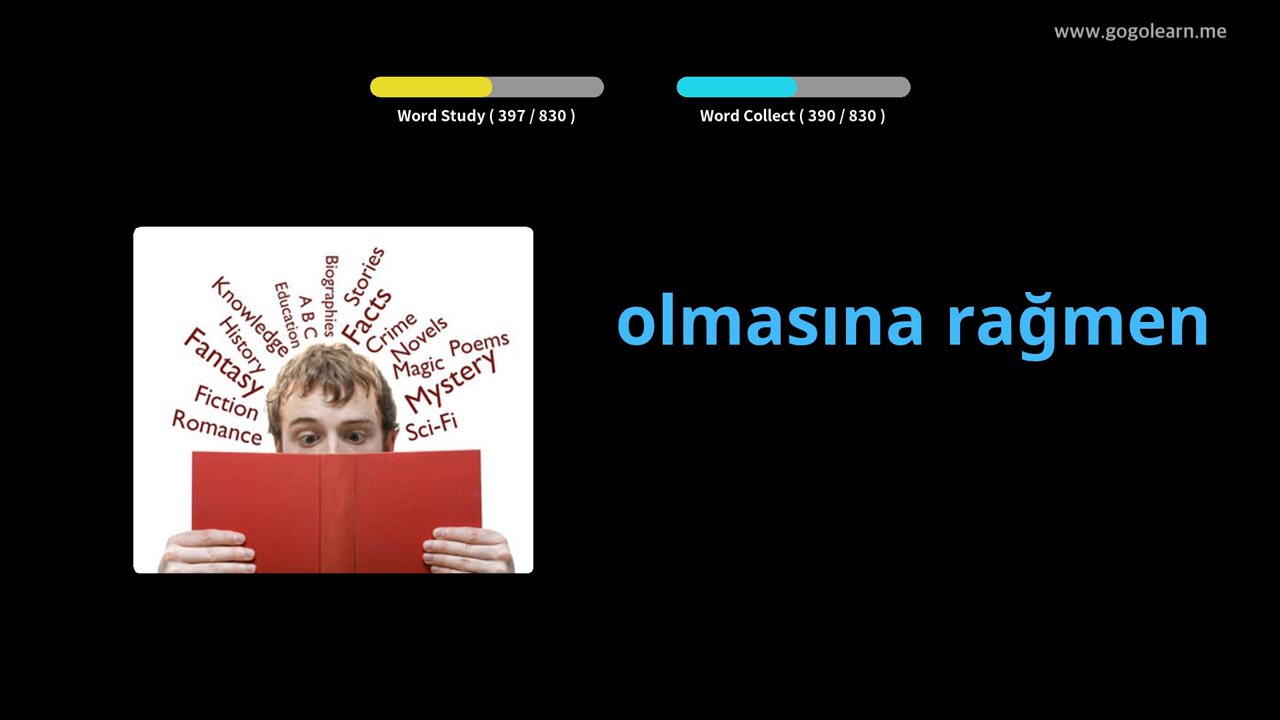 www.gogolearn.me
Word Study ( 397 / 830 )
Word Collect ( 390 / 830 )
olmasına rağmen
Biographies
Stories
Education
A B C
Facts
Knowledge
Crime
History
Novels
Fantasy
Magic
Poems
Mystery
Fiction
Romance
Sci-Fi